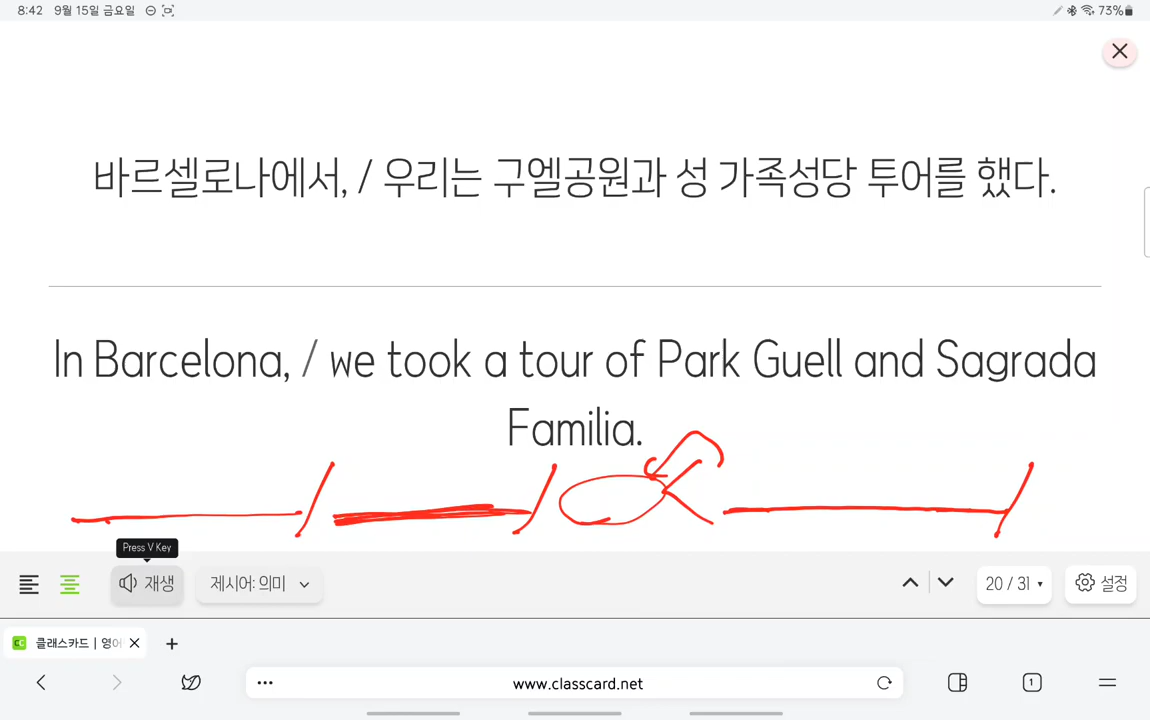 8:42 9월 15일 금요일 73%
바르셀로나에서, / 우리는 구엘공원과 성 가족성당 투어를 했다.
In Barcelona, / we took a tour of Park Guell and Sagrada
Familia.
Press V Key
재생 제시어: 의미 20 / 31 설정
클래스카드 | 영어
www.classcard.net
1